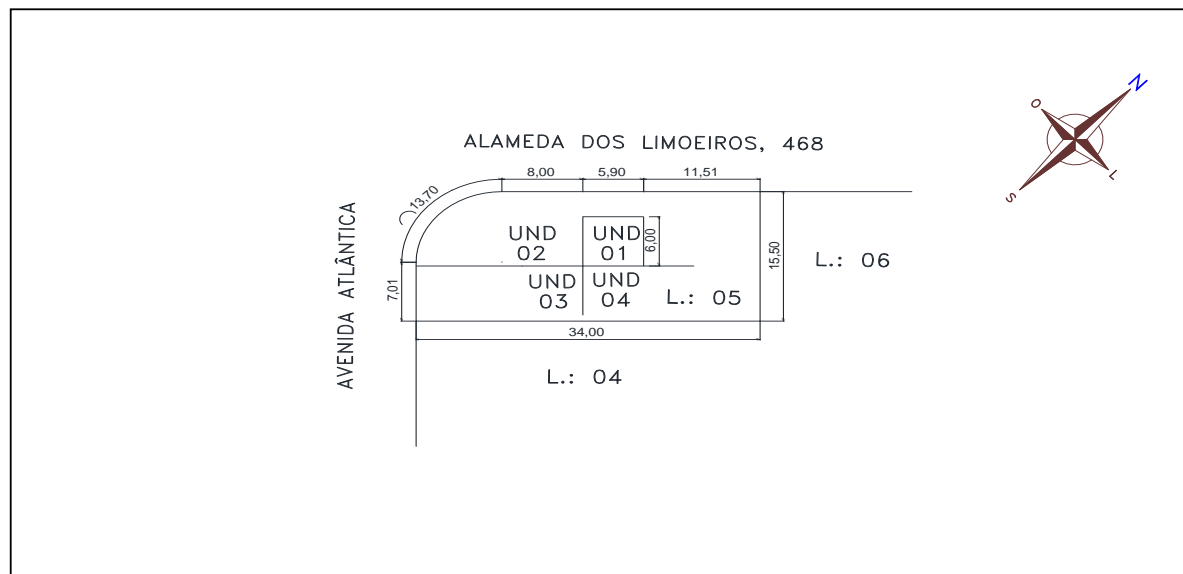 N
O
L
S
ALAMEDA DOS LIMOEIROS, 468
8,00 5,90 11,51
13,70
AVENIDA ATLÂNTICA
UND
02
UND
01
6,00
15,50
L.: 06
7,01
UND
03
UND
04
L.: 05
34,00
L.: 04